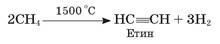 2CH₄ 1500°C → HC≡CH + 3H₂
Етин